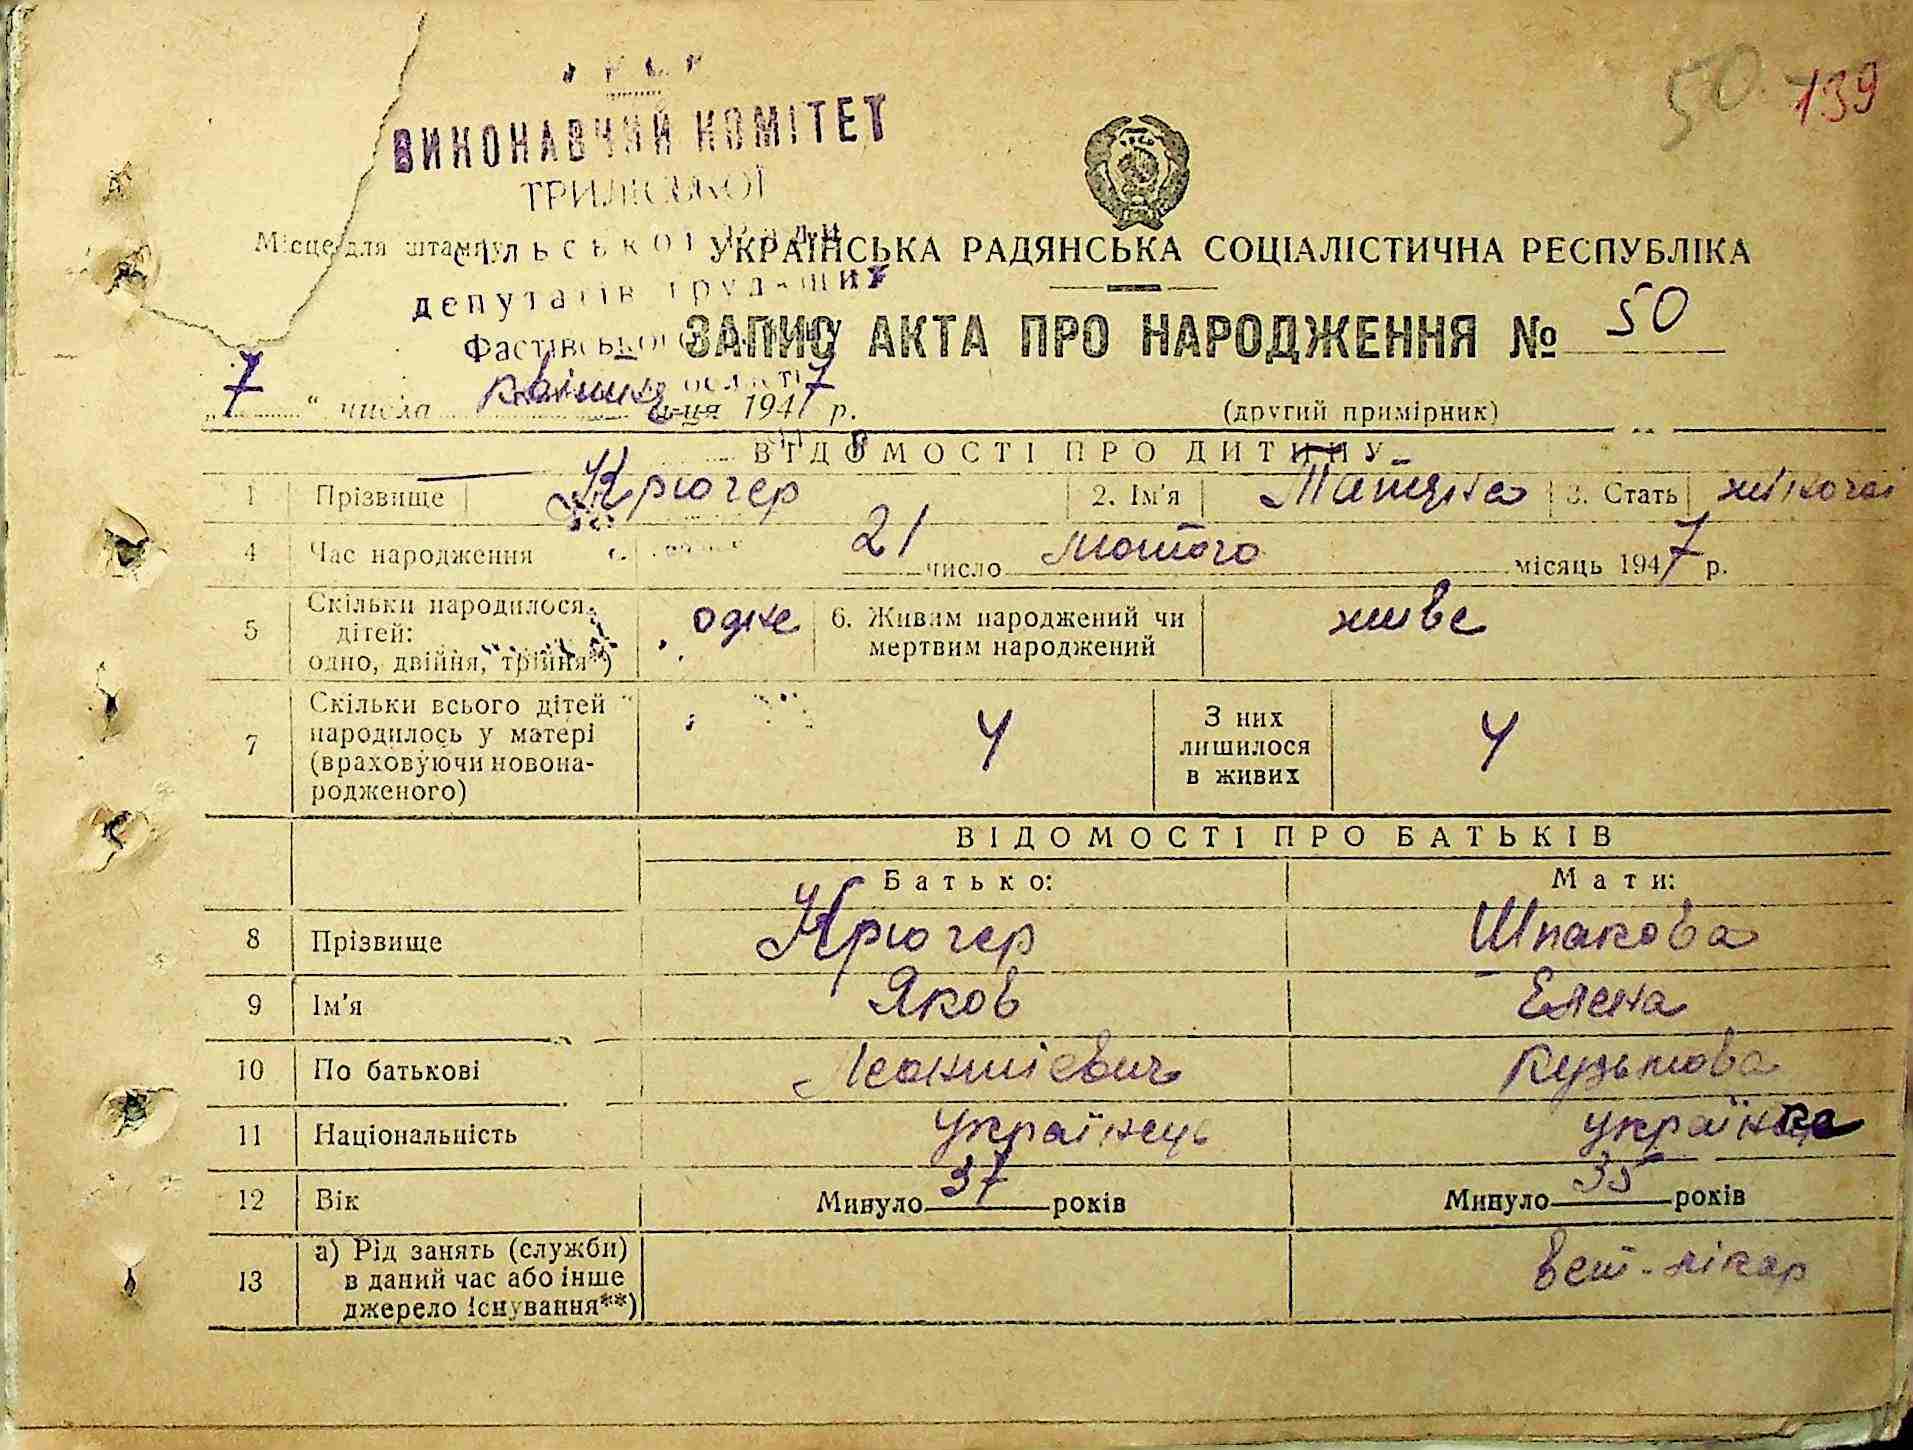 50 139
ВИКОНАВЧИЙ КОМІТЕТ
ТРИЛІСЬКОЇ
Місце для штампу
сільської ради
УКРАЇНСЬКА РАДЯНСЬКА СОЦІАЛІСТИЧНА РЕСПУБЛІКА
депутатів трудящих
Фастівського
ЗАПИС АКТА ПРО НАРОДЖЕННЯ № 50
області
„7“ числа квітня м-ця 1947 р.
(другий примірник)
ВІДОМОСТІ ПРО ДИТИНУ
1 Прізвище Крюгер 2. Ім'я 3. Стать жіночаї
4 Час народження 21 число лютого місяць 1947 р.
5 Скільки народилося дітей: одно, двійня, трійня*) одне 6. Живим народжений чи мертвим народжений живе
7 Скільки всього дітей народилось у матері (враховуючи новонародженого) 4 З них лишилося в живих 4
ВІДОМОСТІ ПРО БАТЬКІВ
Батько: Мати:
8 Прізвище Крюгер Шпакова
9 Ім'я Яков Елена
10 По батькові Кузьмова
11 Національність Українець українка
12 Вік Минуло 37 років Минуло 35 років
13 а) Рід занять (служби) в даний час або інше джерело існування**) вет-лікар